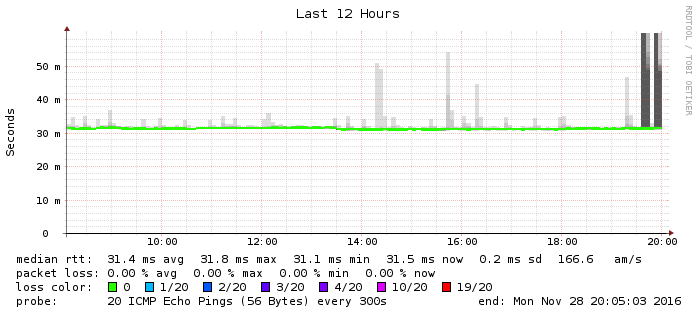 Last 12 Hours
RRDTOOL / TOBI OETIKER
Seconds
50 m
40 m
30 m
20 m
10 m
0
10:00 12:00 14:00 16:00 18:00 20:00
median rtt: 31.4 ms avg 31.8 ms max 31.1 ms min 31.5 ms now 0.2 ms sd 166.6 am/s
packet loss: 0.00 % avg 0.00 % max 0.00 % min 0.00 % now
loss color: 0 1/20 2/20 3/20 4/20 10/20 19/20
probe: 20 ICMP Echo Pings (56 Bytes) every 300s end: Mon Nov 28 20:05:03 2016